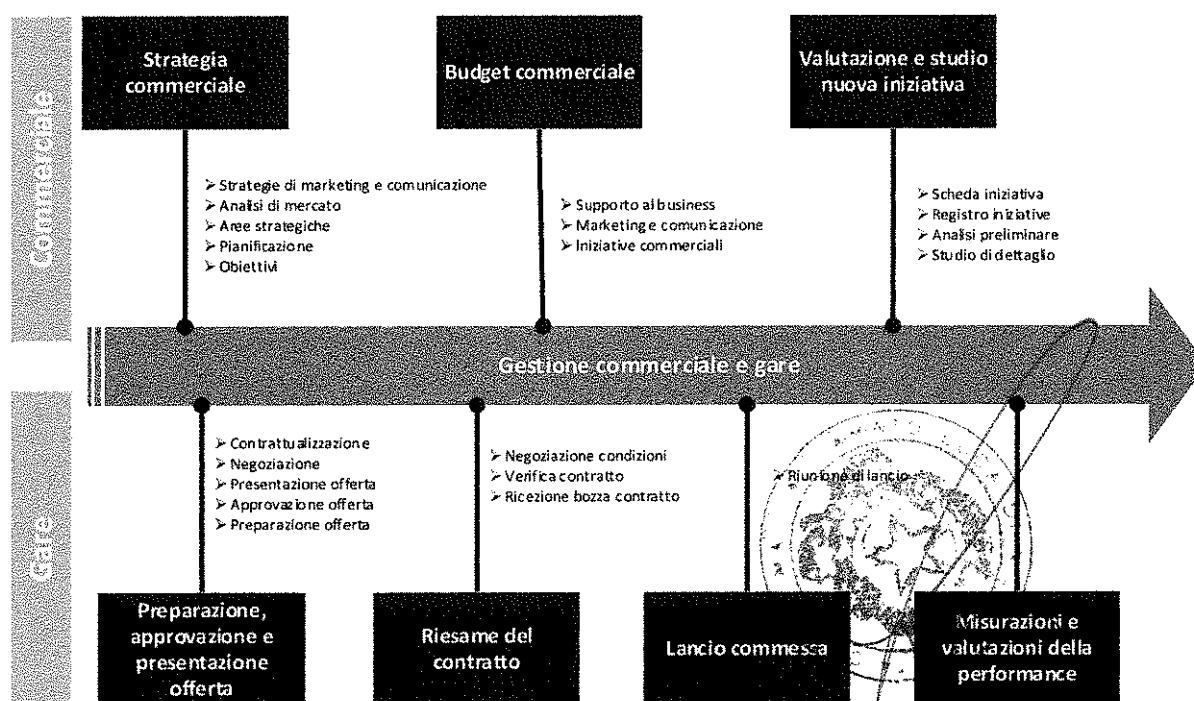 Commerciale
Strategia
commerciale
Budget commerciale
Valutazione e studio
nuova iniziativa
➢ Strategie di marketing e comunicazione
➢ Analisi di mercato
➢ Aree strategiche
➢ Pianificazione
➢ Obiettivi
➢ Supporto al business
➢ Marketing e comunicazione
➢ Iniziative commerciali
➢ Scheda iniziativa
➢ Registro iniziative
➢ Analisi preliminare
➢ Studio di dettaglio
Gestione commerciale e gare
Gare
➢ Contrattualizzazione
➢ Negoziazione
➢ Presentazione offerta
➢ Approvazione offerta
➢ Preparazione offerta
➢ Negoziazione condizioni
➢ Verifica contratto
➢ Ricezione bozza contratto
➢ Riunione di lancio
Preparazione,
approvazione e
presentazione
offerta
Riesame del
contratto
Lancio commessa
Misurazioni e
valutazioni della
performance